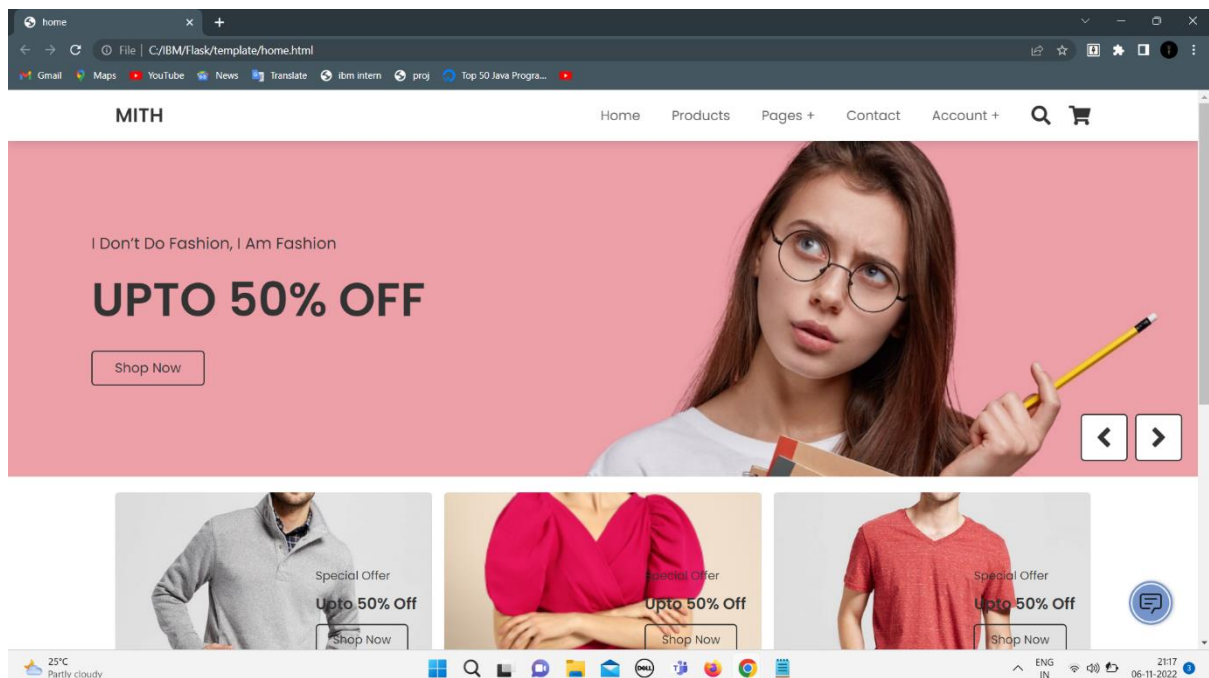 home
File | C:/IBM/Flask/template/home.html
Gmail Maps YouTube News Translate ibm intern proj Top 50 Java Progra...
MITH Home Products Pages + Contact Account +
I Don't Do Fashion, I Am Fashion
UPTO 50% OFF
Shop Now
Special Offer Special Offer Special Offer
Upto 50% Off Upto 50% Off Upto 50% Off
Shop Now Shop Now Shop Now
25°C ENG 21:17
Partly cloudy DELL IN 06-11-2022 3